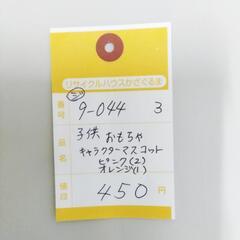 リサイクルハウスかざぐるま
番号 9-044 3
品名 子供 おもちゃ
キャラクターマスコット
ピンク(2)
オレンジ(1)
値段 450 円